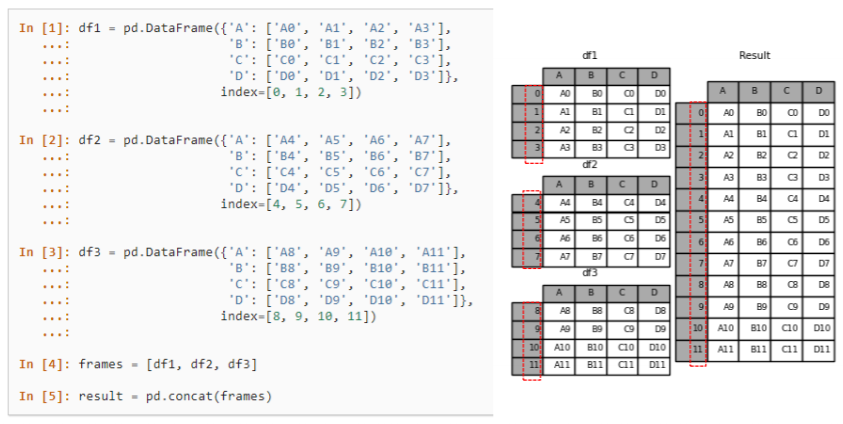 In [1]: df1 = pd.DataFrame({'A': ['A0', 'A1', 'A2', 'A3'],
...: 'B': ['B0', 'B1', 'B2', 'B3'],
...: 'C': ['C0', 'C1', 'C2', 'C3'],
...: 'D': ['D0', 'D1', 'D2', 'D3']},
...: index=[0, 1, 2, 3])
...:
In [2]: df2 = pd.DataFrame({'A': ['A4', 'A5', 'A6', 'A7'],
...: 'B': ['B4', 'B5', 'B6', 'B7'],
...: 'C': ['C4', 'C5', 'C6', 'C7'],
...: 'D': ['D4', 'D5', 'D6', 'D7']},
...: index=[4, 5, 6, 7])
...:
In [3]: df3 = pd.DataFrame({'A': ['A8', 'A9', 'A10', 'A11'],
...: 'B': ['B8', 'B9', 'B10', 'B11'],
...: 'C': ['C8', 'C9', 'C10', 'C11'],
...: 'D': ['D8', 'D9', 'D10', 'D11']},
...: index=[8, 9, 10, 11])
...:
In [4]: frames = [df1, df2, df3]
In [5]: result = pd.concat(frames)
df1
A B C D
0 A0 B0 C0 D0
1 A1 B1 C1 D1
2 A2 B2 C2 D2
3 A3 B3 C3 D3
df2
A B C D
4 A4 B4 C4 D4
5 A5 B5 C5 D5
6 A6 B6 C6 D6
7 A7 B7 C7 D7
df3
A B C D
8 A8 B8 C8 D8
9 A9 B9 C9 D9
10 A10 B10 C10 D10
11 A11 B11 C11 D11
Result
A B C D
0 A0 B0 C0 D0
1 A1 B1 C1 D1
2 A2 B2 C2 D2
3 A3 B3 C3 D3
4 A4 B4 C4 D4
5 A5 B5 C5 D5
6 A6 B6 C6 D6
7 A7 B7 C7 D7
8 A8 B8 C8 D8
9 A9 B9 C9 D9
10 A10 B10 C10 D10
11 A11 B11 C11 D11